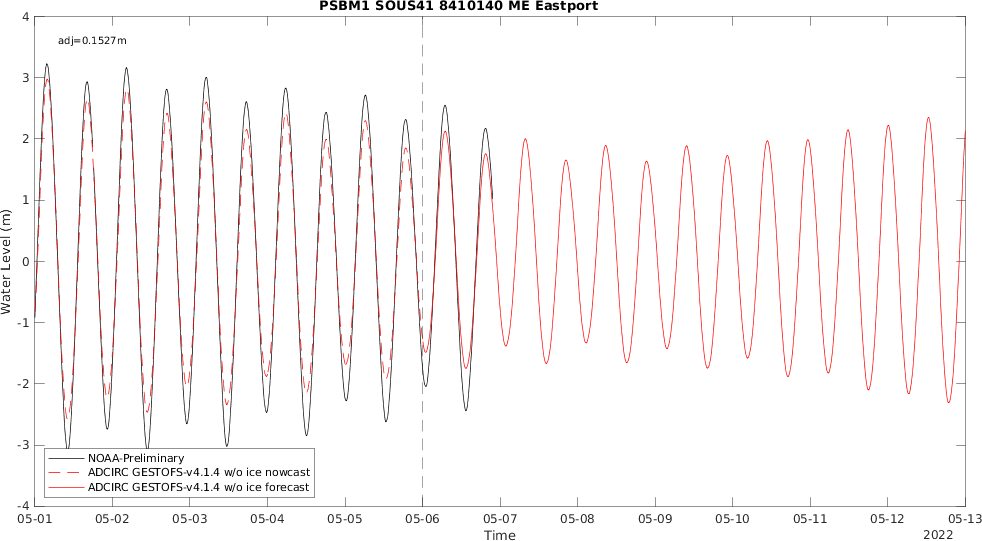 PSBM1 SOUS41 8410140 ME Eastport
adj=0.1527m
Water Level (m)
4
3
2
1
0
-1
-2
-3
-4
NOAA-Preliminary
ADCIRC GESTOFS-v4.1.4 w/o ice nowcast
ADCIRC GESTOFS-v4.1.4 w/o ice forecast
05-01 05-02 05-03 05-04 05-05 05-06 05-07 05-08 05-09 05-10 05-11 05-12 05-13
Time
2022